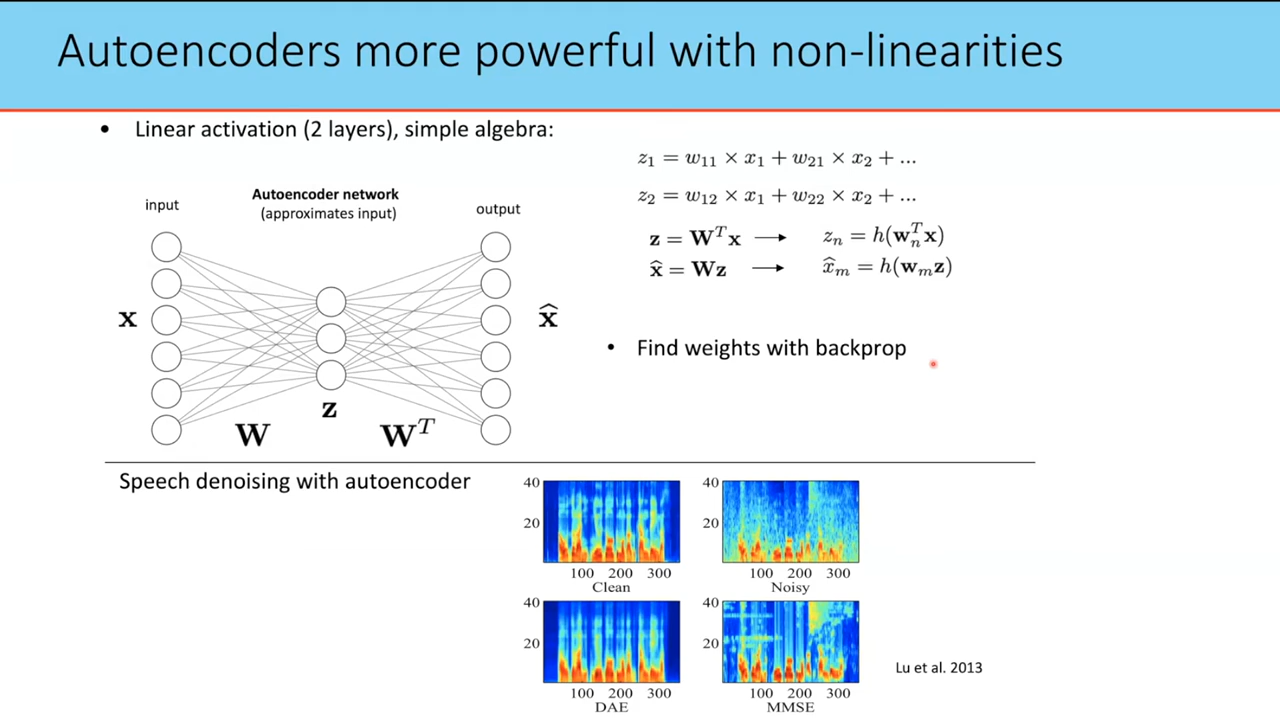 Autoencoders more powerful with non-linearities
• Linear activation (2 layers), simple algebra:
input
Autoencoder network
(approximates input)
output
x
x̂
z
W
Wᵀ
z₁ = w₁₁ × x₁ + w₂₁ × x₂ + ...
z₂ = w₁₂ × x₁ + w₂₂ × x₂ + ...
z = Wᵀx → zₙ = h(wₙᵀx)
x̂ = Wz → x̂ₘ = h(wₘz)
• Find weights with backprop
Speech denoising with autoencoder
40
20
100 200 300
Clean
40
20
100 200 300
Noisy
40
20
100 200 300
DAE
40
20
100 200 300
MMSE
Lu et al. 2013